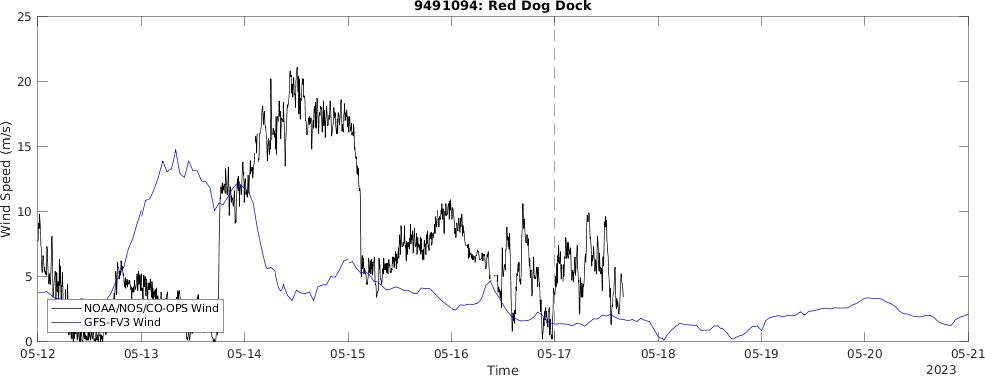 9491094: Red Dog Dock
25
20
15
10
5
0
Wind Speed (m/s)
NOAA/NOS/CO-OPS Wind
GFS-FV3 Wind
05-12 05-13 05-14 05-15 05-16 05-17 05-18 05-19 05-20 05-21
Time
2023